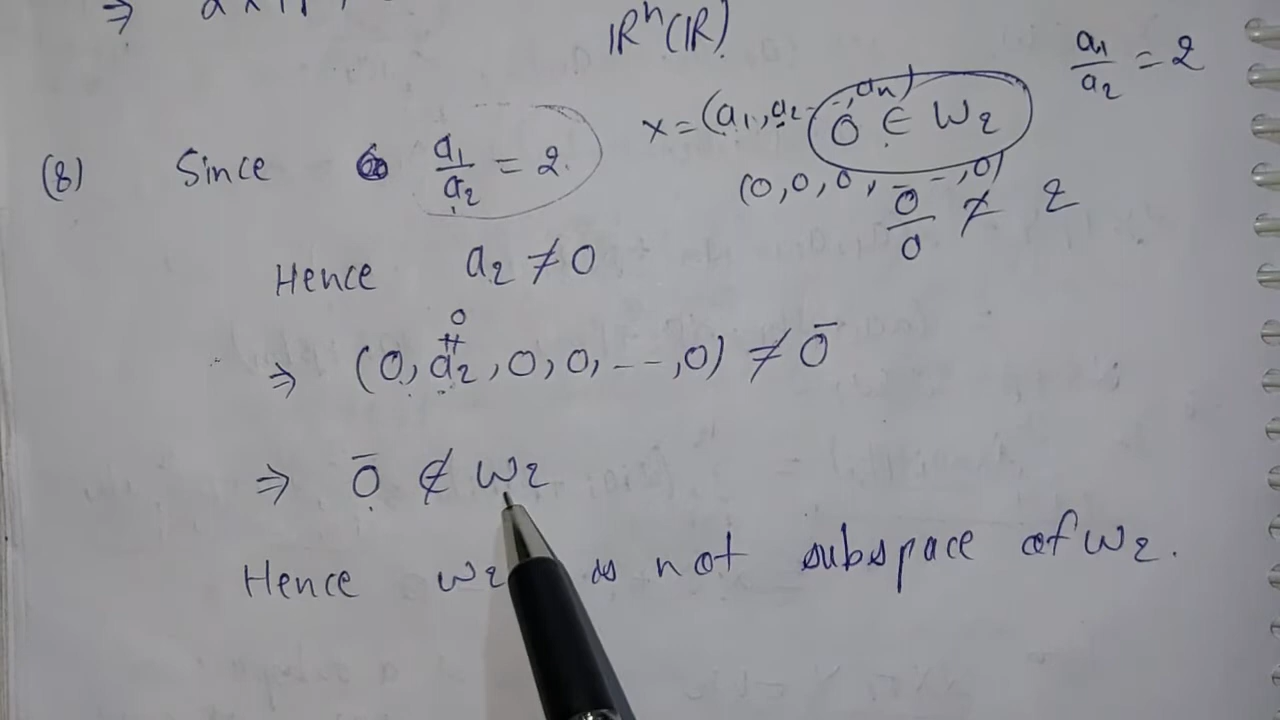 ℝⁿ(ℝ)
a₁/a₂ = 2
x = (a₁, a₂ --, aₙ)
0̄ ∈ W₂
(0, 0, 0, - - -, 0)
0/0 ≠ 2
(8) Since a₁/a₂ = 2.
Hence a₂ ≠ 0
0
⇒ (0, a₂, 0, 0, ---, 0) ≠ 0̄
⇒ 0̄ ∉ W₂
Hence W₂ is not subspace of W₂.